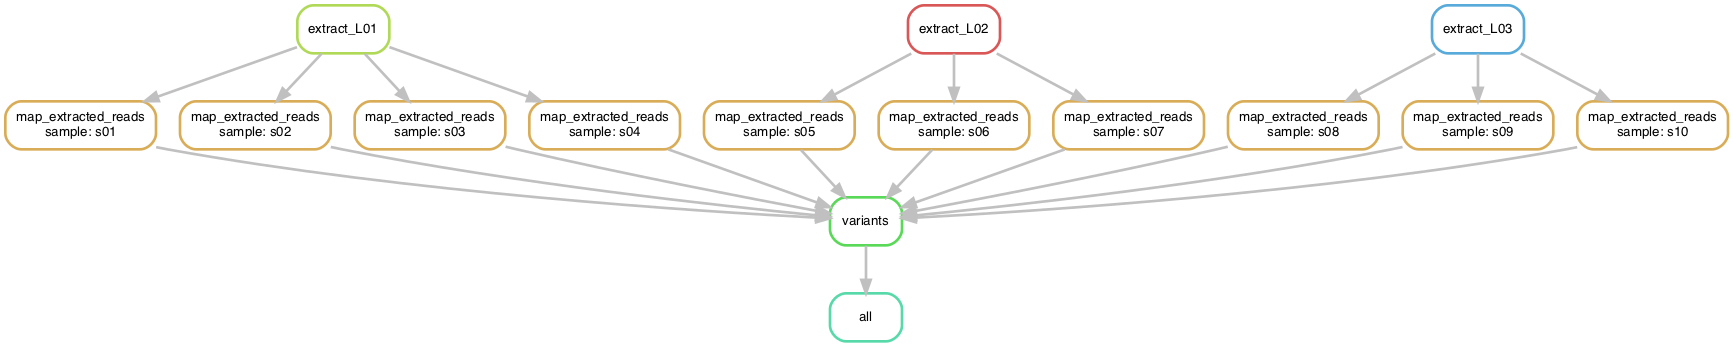 extract_L01
extract_L02
extract_L03
map_extracted_reads
sample: s01
map_extracted_reads
sample: s02
map_extracted_reads
sample: s03
map_extracted_reads
sample: s04
map_extracted_reads
sample: s05
map_extracted_reads
sample: s06
map_extracted_reads
sample: s07
map_extracted_reads
sample: s08
map_extracted_reads
sample: s09
map_extracted_reads
sample: s10
variants
all